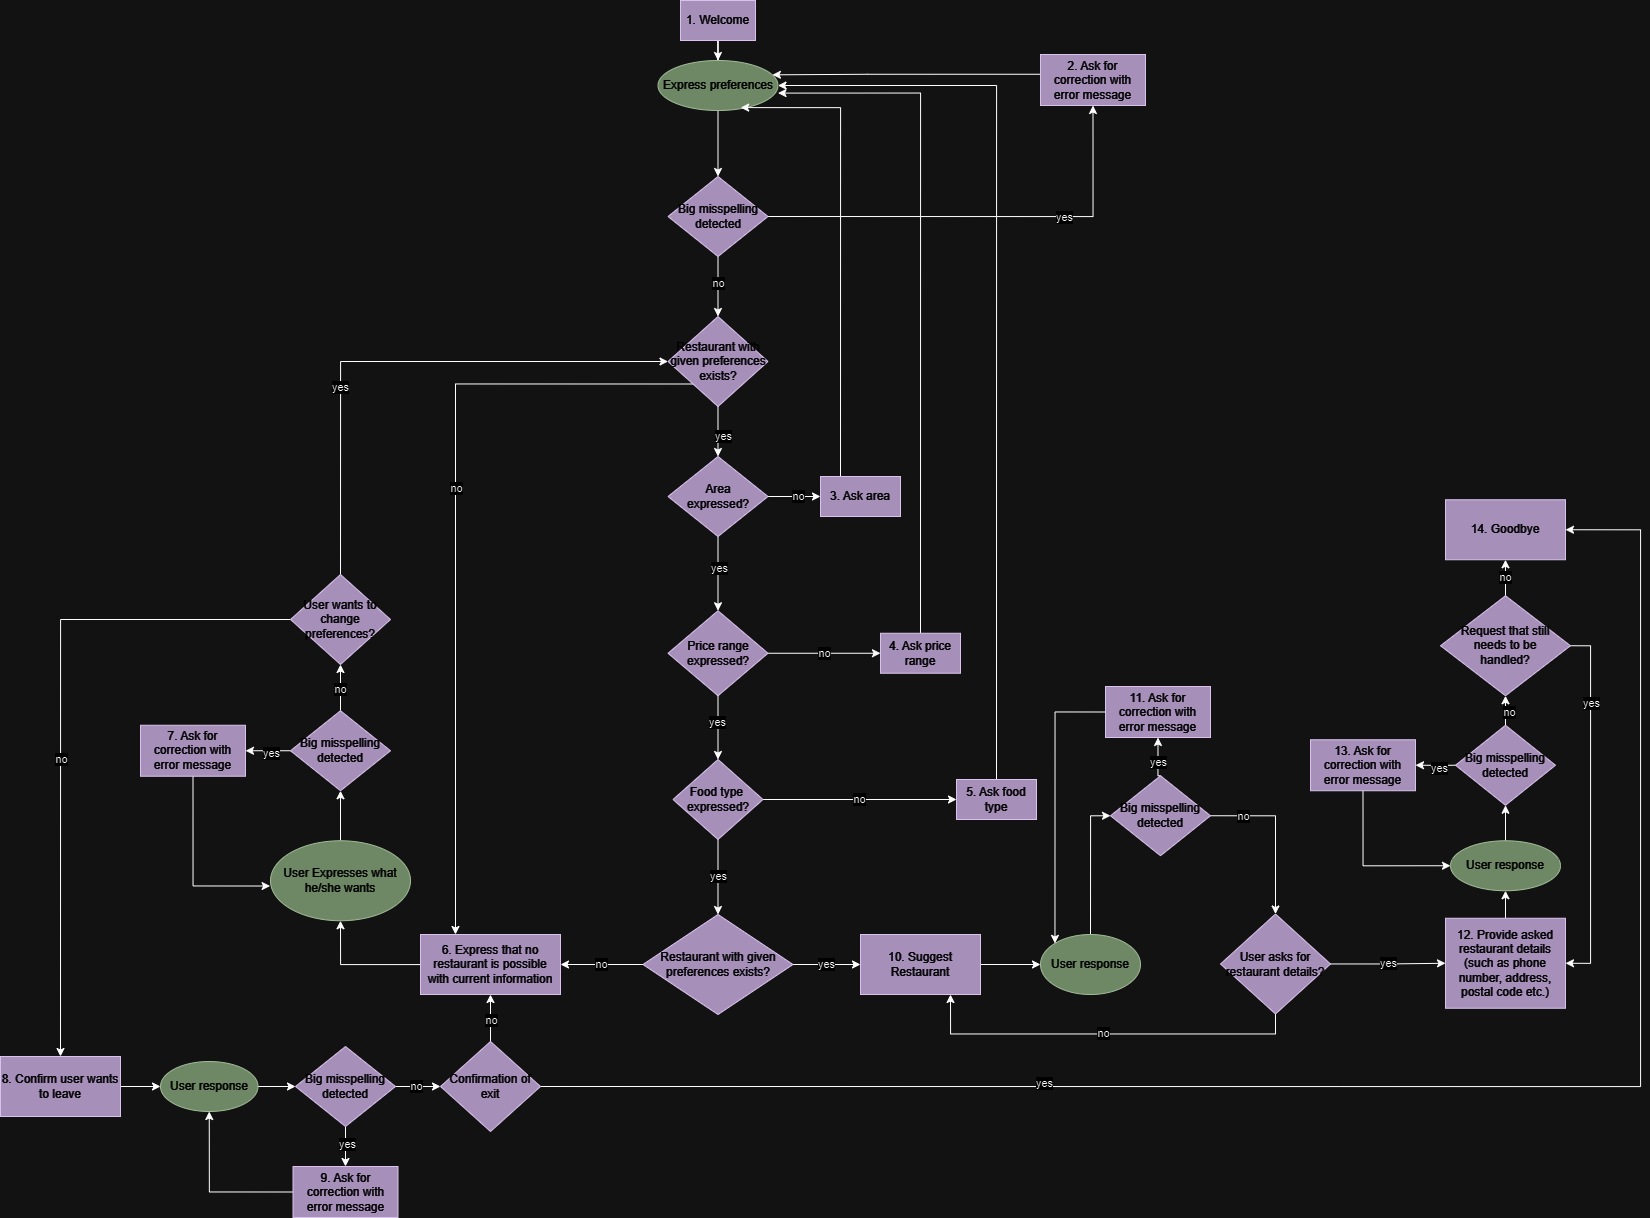 1. Welcome
Express preferences
2. Ask for
correction with
error message
Big misspelling
detected
yes
no
Restaurant with
given preferences
exists?
yes
no
yes
Area
expressed?
no
3. Ask area
yes
Price range
expressed?
no
4. Ask price
range
yes
Food type
expressed?
no
5. Ask food
type
yes
Restaurant with given
preferences exists?
no
yes
6. Express that no
restaurant is possible
with current information
User Expresses what
he/she wants
Big misspelling
detected
yes
7. Ask for
correction with
error message
no
User wants to
change
preferences?
no
8. Confirm user wants
to leave
User response
Big misspelling
detected
yes
9. Ask for
correction with
error message
no
Confirmation of
exit
no
yes
10. Suggest
Restaurant
User response
Big misspelling
detected
yes
11. Ask for
correction with
error message
no
User asks for
restaurant details?
no
yes
12. Provide asked
restaurant details
(such as phone
number, address,
postal code etc.)
User response
Big misspelling
detected
yes
13. Ask for
correction with
error message
no
Request that still
needs to be
handled?
yes
no
14. Goodbye